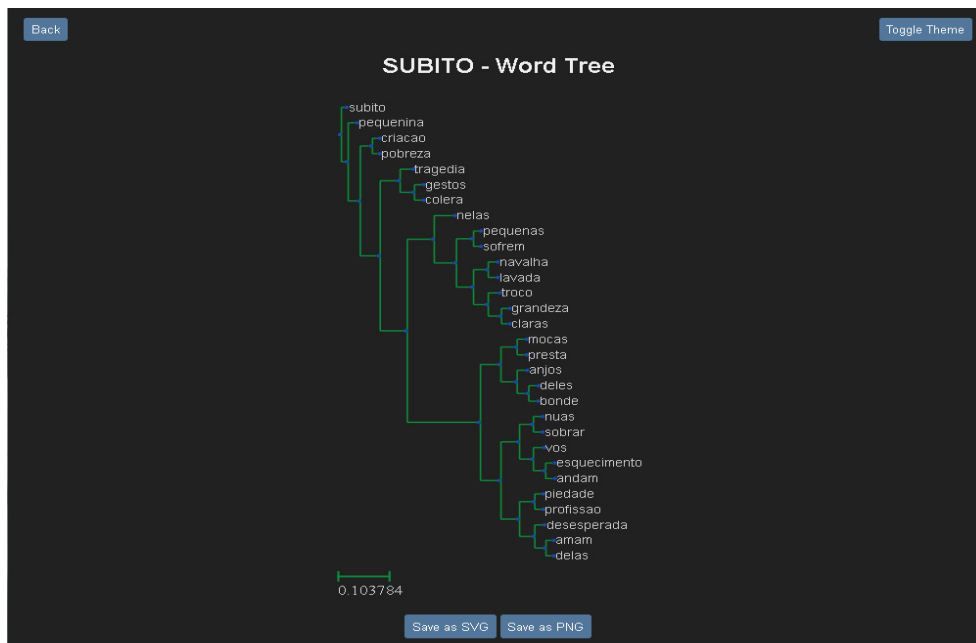 Back
Toggle Theme
SUBITO - Word Tree
subito
pequenina
criacao
pobreza
tragedia
gestos
colera
nelas
pequenas
sofrem
navalha
lavada
troco
grandeza
claras
mocas
presta
anjos
deles
bonde
nuas
sobrar
vos
esquecimento
andam
piedade
profissao
desesperada
amam
delas
0.103784
Save as SVG
Save as PNG